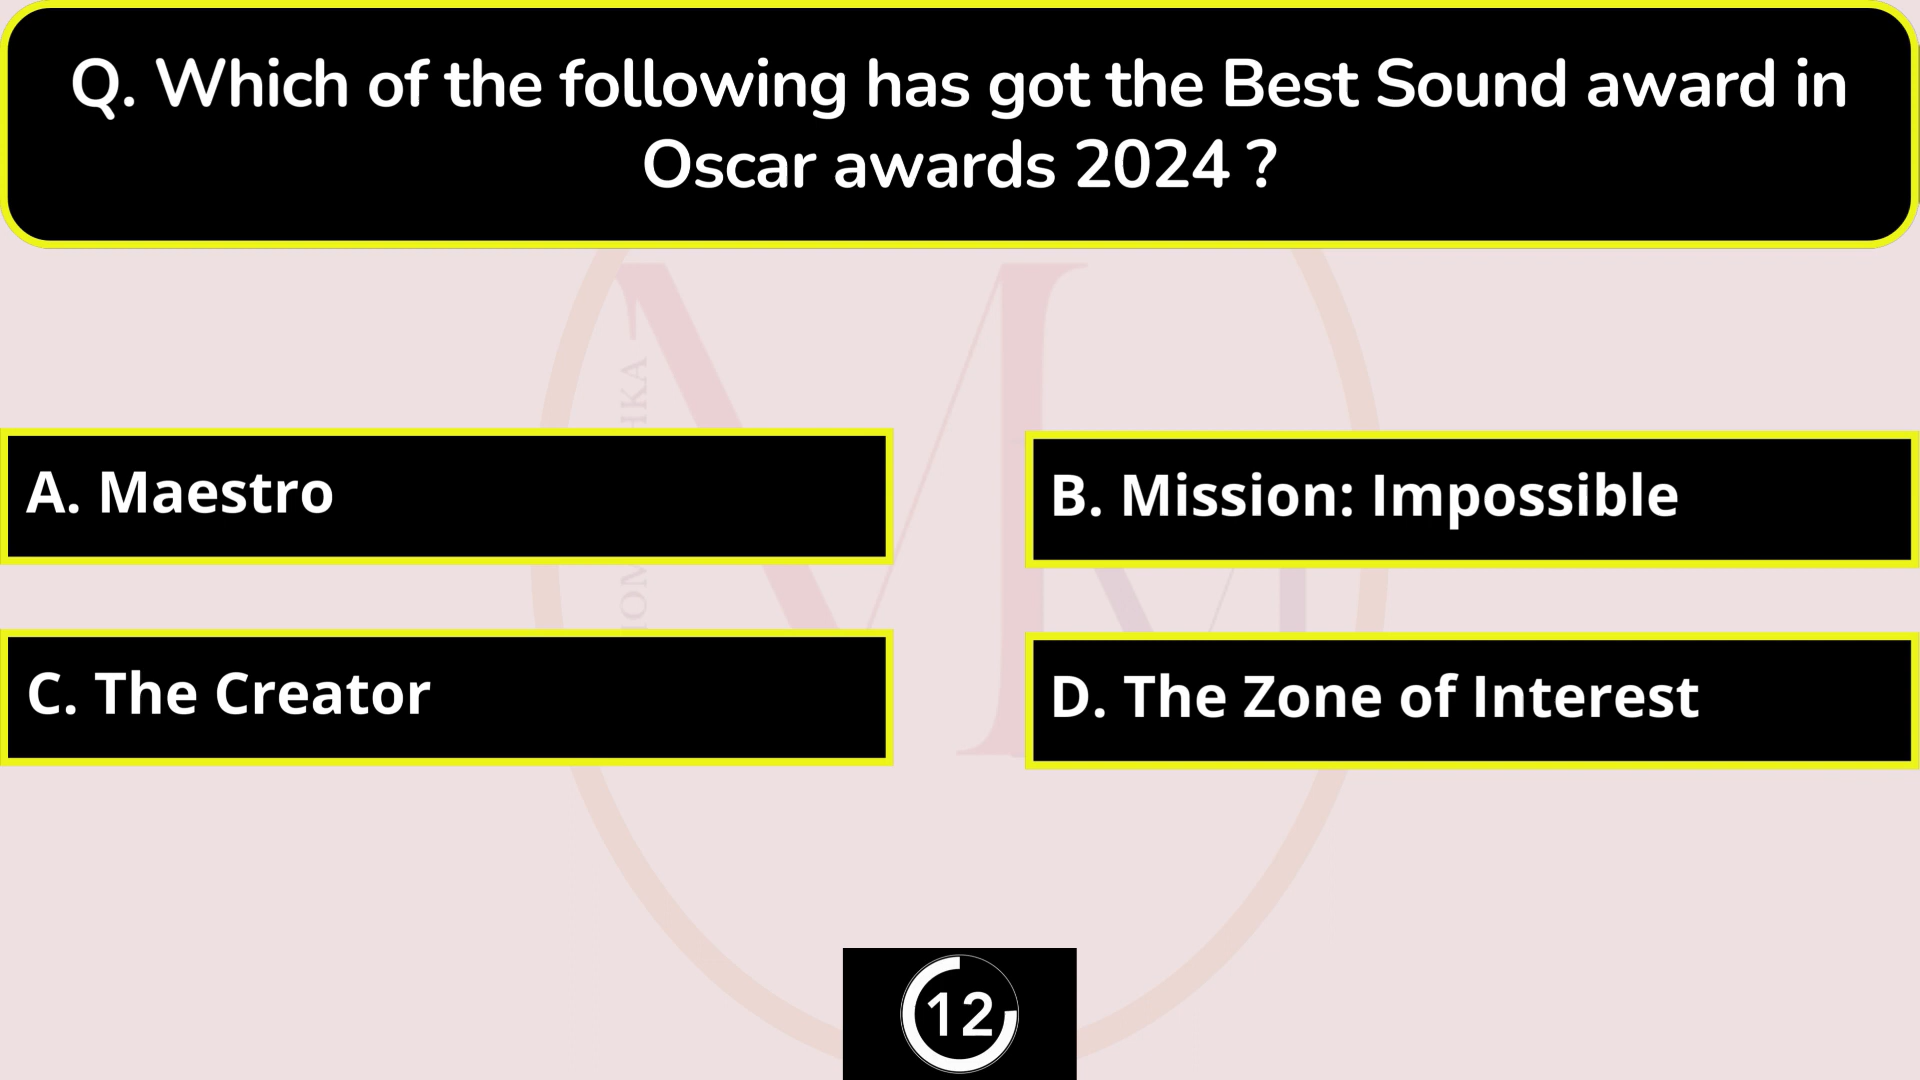 Q. Which of the following has got the Best Sound award in
Oscar awards 2024 ?
A. Maestro
B. Mission: Impossible
C. The Creator
D. The Zone of Interest
12